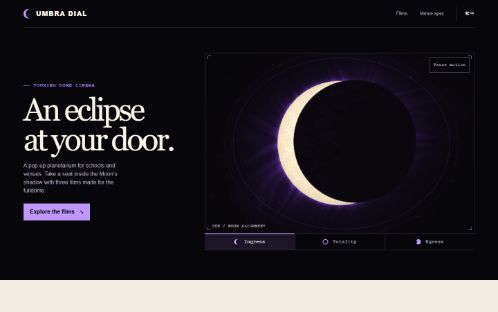 UMBRA DIAL
Films
Venue spec
— TOURING DOME CINEMA
An eclipse
at your door.
A pop-up planetarium for schools and
venues. Take a seat inside the Moon's
shadow with three films made for the
fulldome.
Explore the films ↘
Pause motion
SUN / MOON ALIGNMENT
Ingress
Totality
Egress